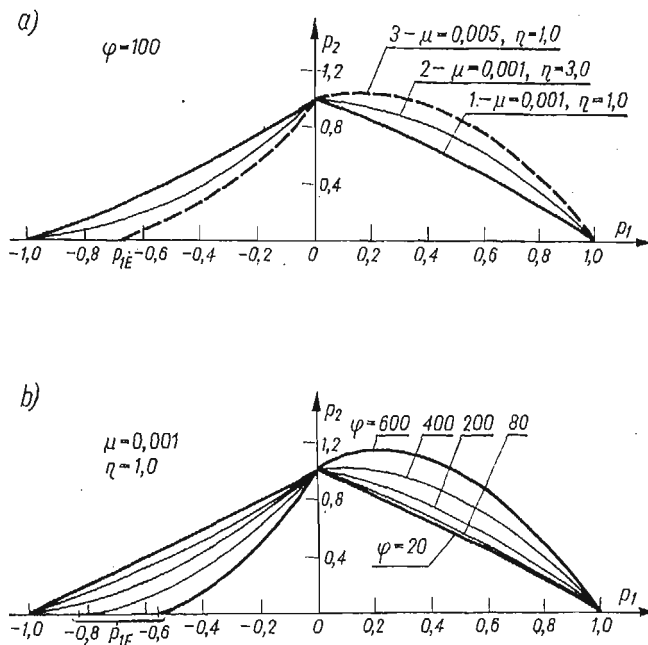 a)
φ=100
p₂
3-μ=0,005, η=1,0
1,2
2-μ=0,001, η=3,0
1.-μ=0,001, η=1,0
0,8
0,4
-1,0 -0,8 p₁E -0,6 -0,4 -0,2 0 0,2 0,4 0,6 0,8 1,0 p₁
b)
μ=0,001
η=1,0
p₂
φ=600 400 200 80
1,2
0,8
0,4
φ=20
-1,0 -0,8 p₁E -0,6 -0,4 -0,2 0 0,2 0,4 0,6 0,8 1,0 p₁